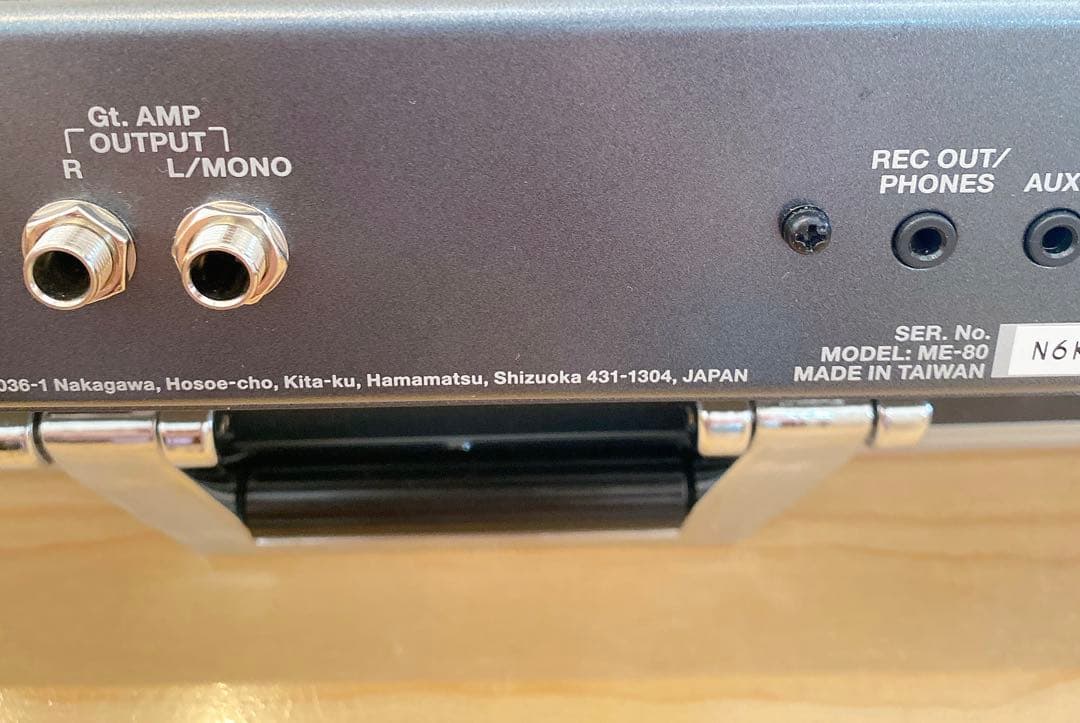 Gt. AMP
OUTPUT
R L/MONO
REC OUT/
PHONES
AUX
036-1 Nakagawa, Hosoe-cho, Kita-ku, Hamamatsu, Shizuoka 431-1304, JAPAN
SER. No.
MODEL: ME-80
MADE IN TAIWAN
N6